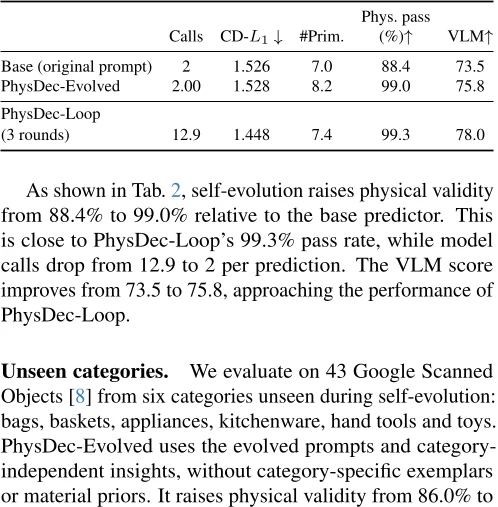 Phys. pass
Calls CD-L1 ↓ #Prim. (%)↑ VLM↑
Base (original prompt) 2 1.526 7.0 88.4 73.5
PhysDec-Evolved 2.00 1.528 8.2 99.0 75.8
PhysDec-Loop
(3 rounds) 12.9 1.448 7.4 99.3 78.0
As shown in Tab. 2, self-evolution raises physical validity
from 88.4% to 99.0% relative to the base predictor. This
is close to PhysDec-Loop's 99.3% pass rate, while model
calls drop from 12.9 to 2 per prediction. The VLM score
improves from 73.5 to 75.8, approaching the performance of
PhysDec-Loop.
Unseen categories. We evaluate on 43 Google Scanned
Objects [8] from six categories unseen during self-evolution:
bags, baskets, appliances, kitchenware, hand tools and toys.
PhysDec-Evolved uses the evolved prompts and category-
independent insights, without category-specific exemplars
or material priors. It raises physical validity from 86.0% to